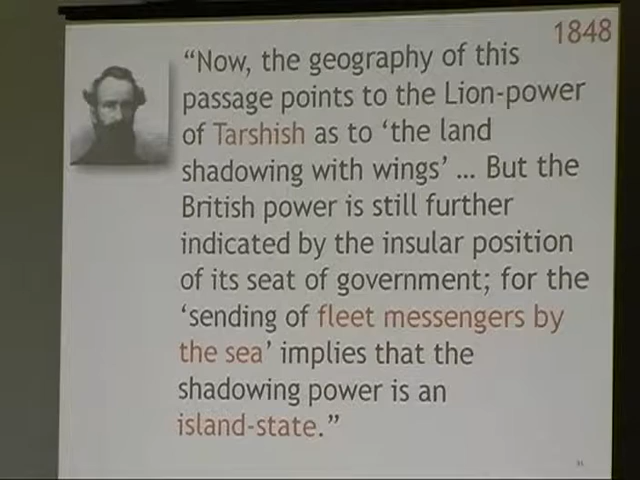 1848
“Now, the geography of this
passage points to the Lion-power
of Tarshish as to ‘the land
shadowing with wings’ ... But the
British power is still further
indicated by the insular position
of its seat of government; for the
‘sending of fleet messengers by
the sea’ implies that the
shadowing power is an
island-state.”